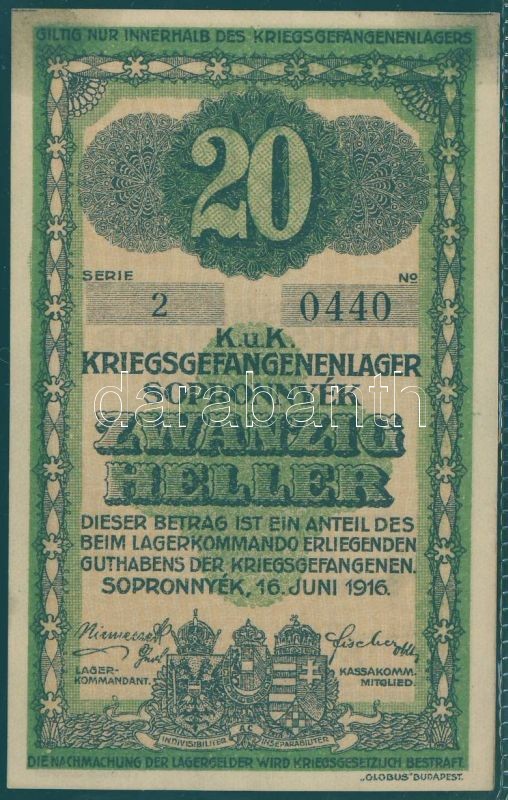 GILTIG NUR INNERHALB DES KRIEGSGEFANGENENLAGERS
20
SERIE No
2 0440
K.u.K.
KRIEGSGEFANGENENLAGER
SOPRONNYÉK
darabanth
ZWANZIG
HELLER
DIESER BETRAG IST EIN ANTEIL DES
BEIM LAGERKOMMANDO ERLIEGENDEN
GUTHABENS DER KRIEGSGEFANGENEN.
SOPRONNYÉK, 16. JUNI 1916.
LAGER- KASSAKOMM.
KOMMANDANT. MITGLIED.
INDIVISIBILITER AC INSEPARABILITER
DIE NACHMACHUNG DER LAGERGELDER WIRD KRIEGSGESETZLICH BESTRAFT.
„GLOBUS" BUDAPEST.